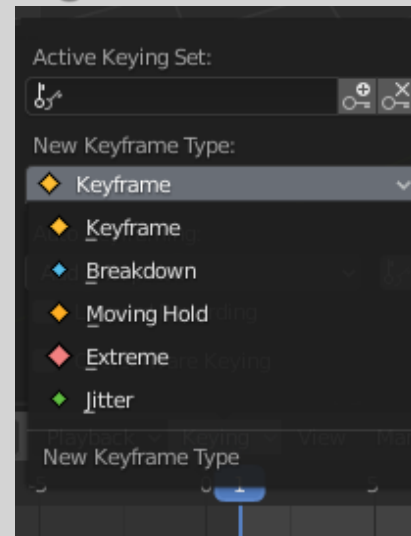 Active Keying Set:
New Keyframe Type:
Keyframe
Keyframe
Breakdown
Moving Hold
Extreme
Jitter
New Keyframe Type
Playback Keying View
0 1